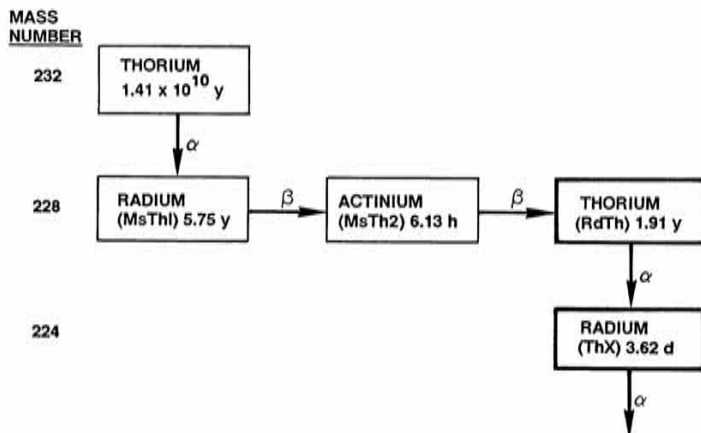 MASS
NUMBER
232
THORIUM
1.41 x 10^10 y
α
228
RADIUM
(MsThI) 5.75 y
β
ACTINIUM
(MsTh2) 6.13 h
β
THORIUM
(RdTh) 1.91 y
α
224
RADIUM
(ThX) 3.62 d
α